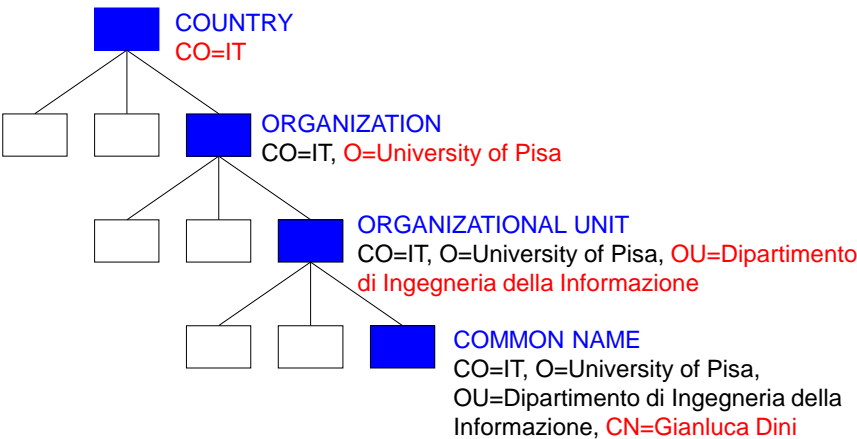 COUNTRY
CO=IT
ORGANIZATION
CO=IT, O=University of Pisa
ORGANIZATIONAL UNIT
CO=IT, O=University of Pisa, OU=Dipartimento
di Ingegneria della Informazione
COMMON NAME
CO=IT, O=University of Pisa,
OU=Dipartimento di Ingegneria della
Informazione, CN=Gianluca Dini